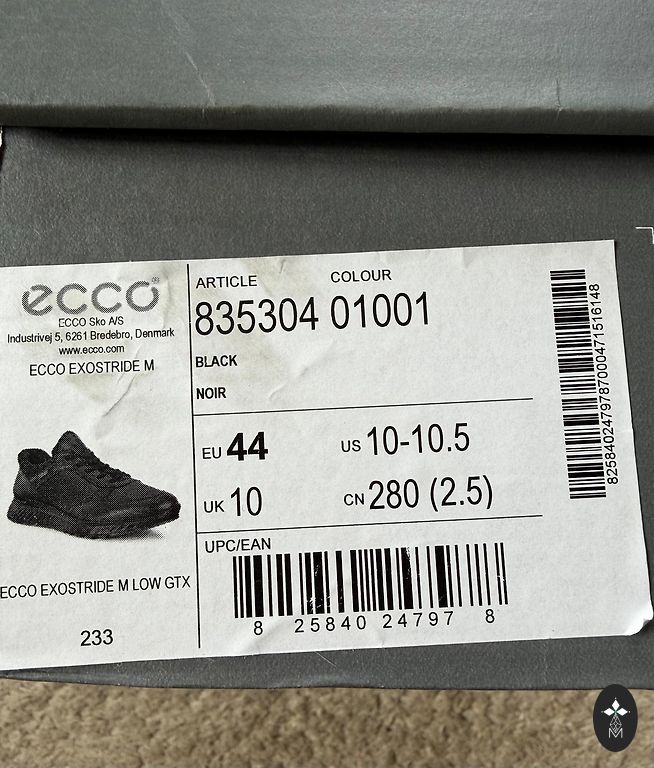 ecco®
ECCO Sko A/S
Industrivej 5, 6261 Bredebro, Denmark
www.ecco.com
ECCO EXOSTRIDE M
ECCO EXOSTRIDE M LOW GTX
233
ARTICLE COLOUR
835304 01001
BLACK
NOIR
EU 44 US 10-10.5
UK 10 CN 280 (2.5)
UPC/EAN
8 25840 24797 8
825840247978700047151614​8
M